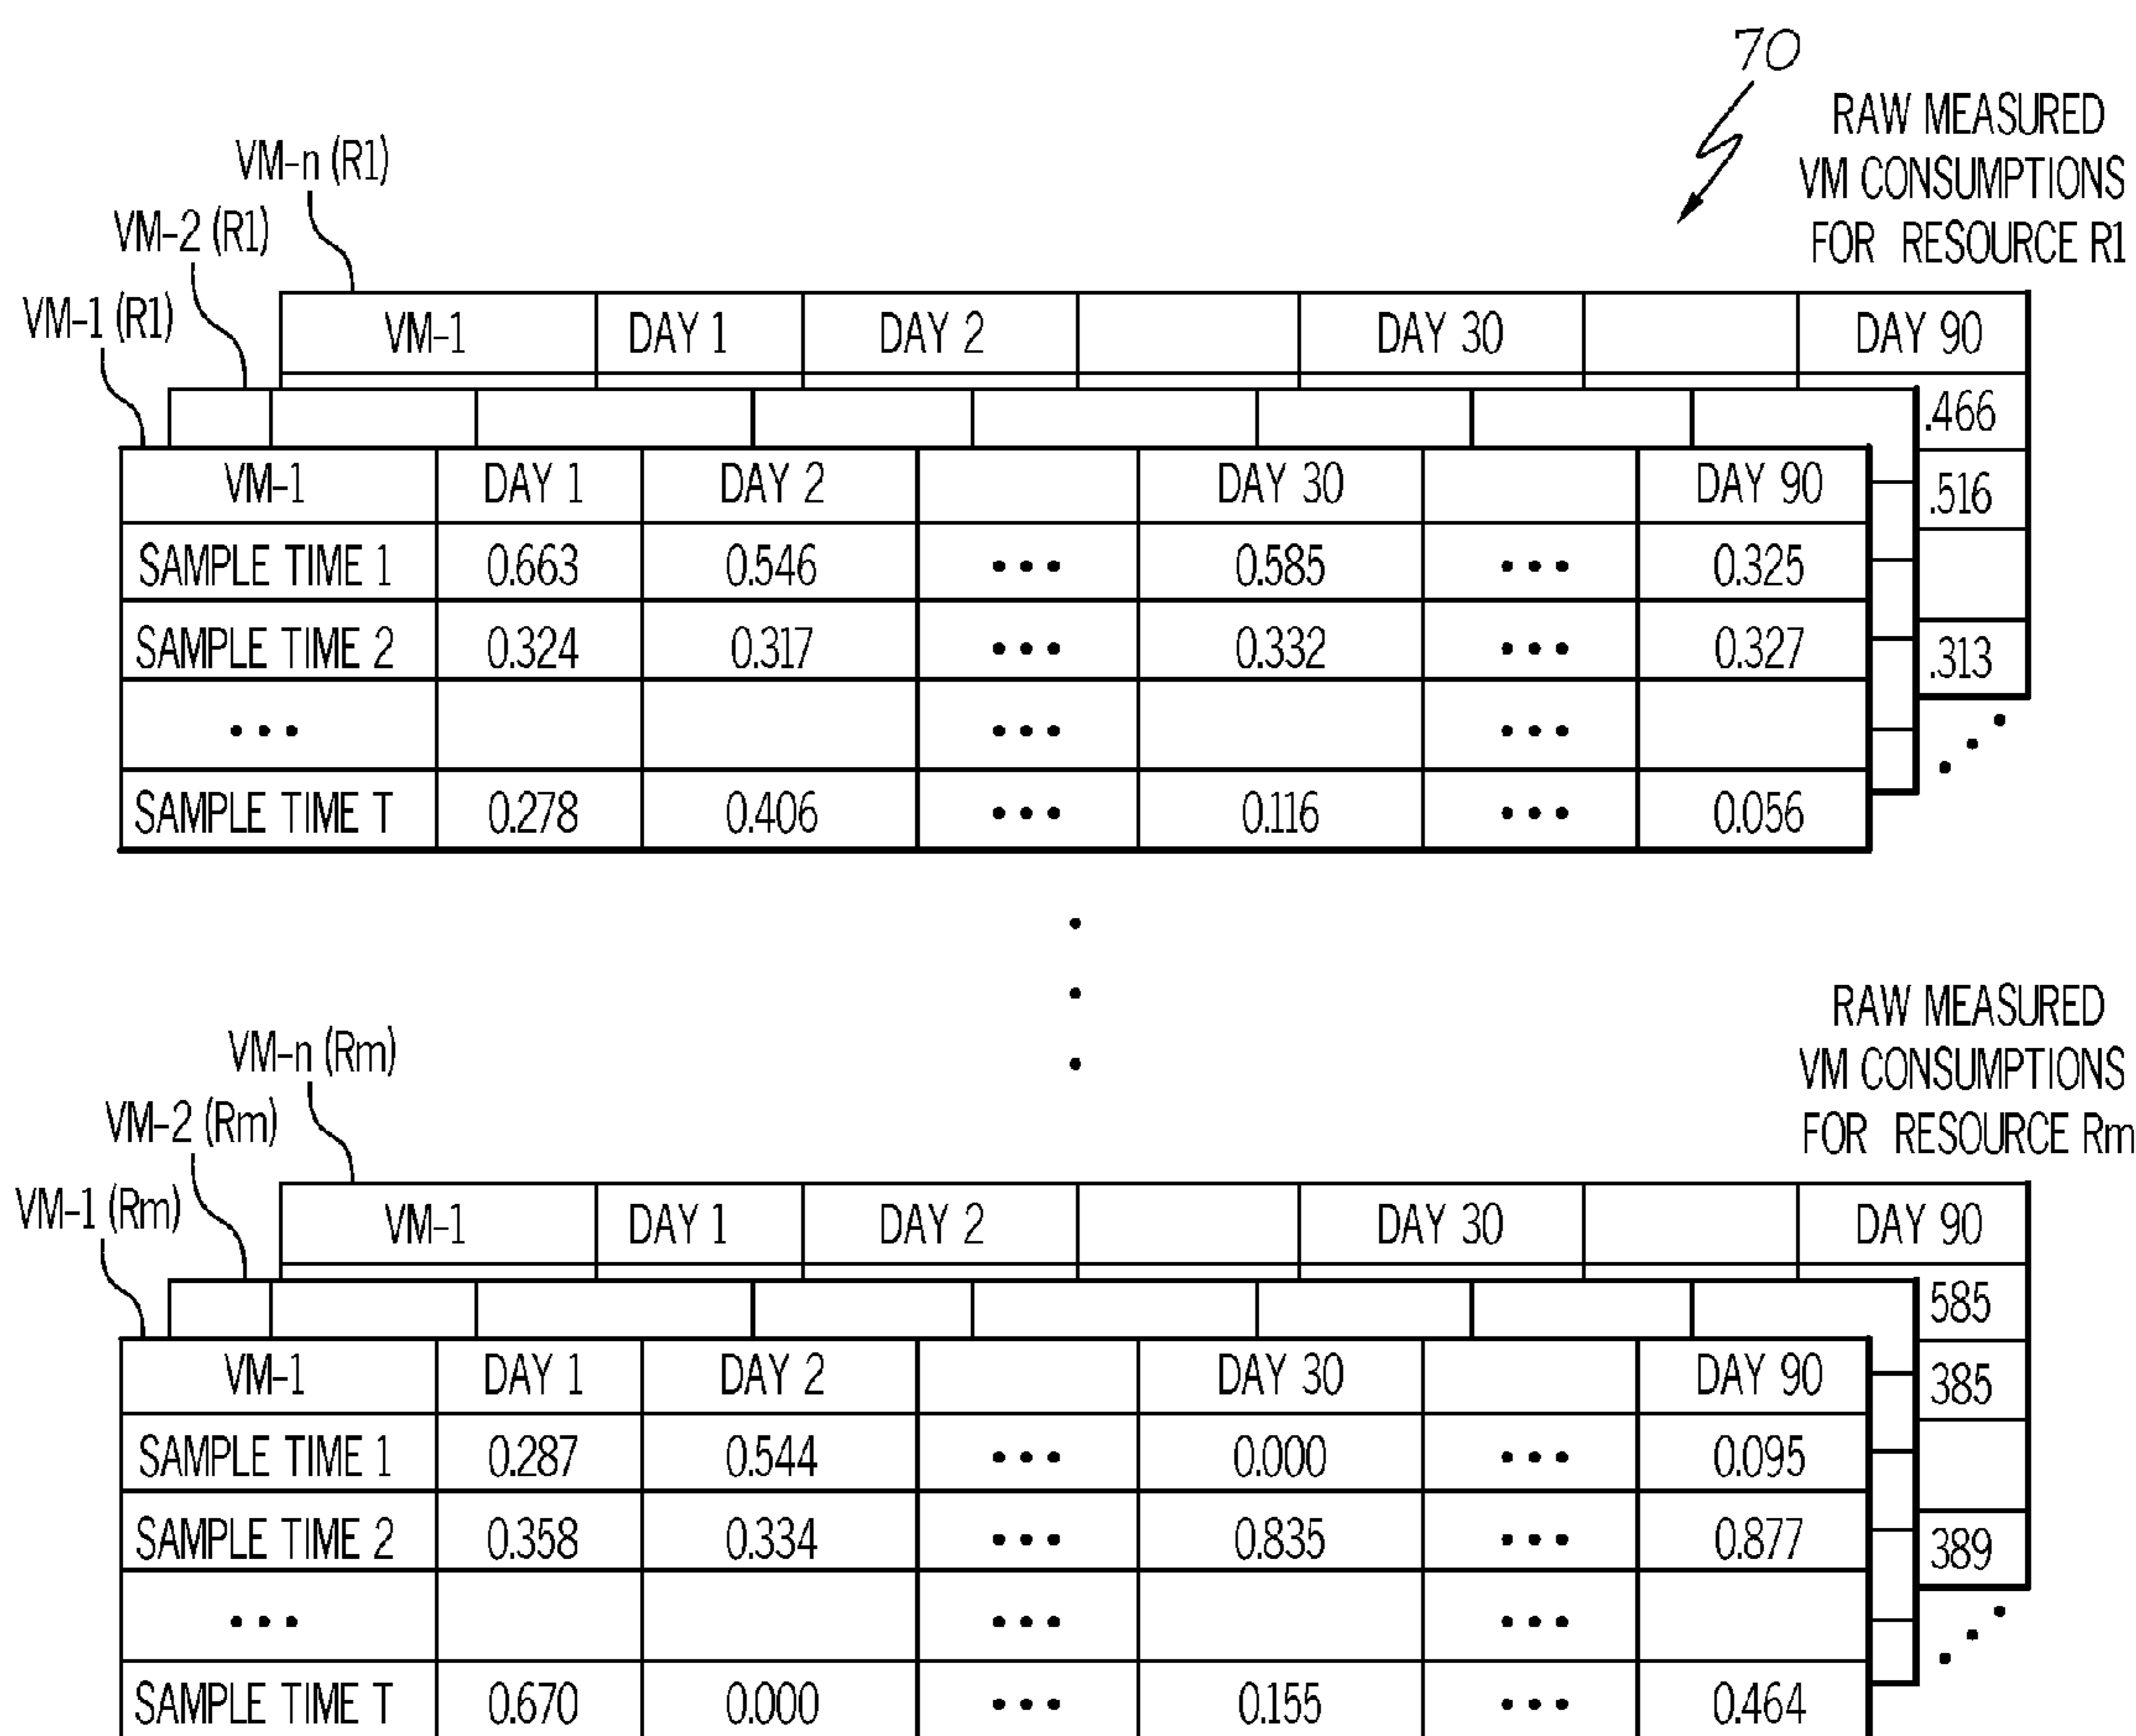 70
RAW MEASURED
VM CONSUMPTIONS
FOR RESOURCE R1
VM-n (R1)
VM-2 (R1)
VM-1 (R1)
VM-1 DAY 1 DAY 2 DAY 30 DAY 90
.466
.516
.313
VM-1 DAY 1 DAY 2 DAY 30 DAY 90
SAMPLE TIME 1 0.663 0.546 ••• 0.585 ••• 0.325
SAMPLE TIME 2 0.324 0.317 ••• 0.332 ••• 0.327
••• ••• •••
SAMPLE TIME T 0.278 0.406 ••• 0.116 ••• 0.056
RAW MEASURED
VM CONSUMPTIONS
FOR RESOURCE Rm
VM-n (Rm)
VM-2 (Rm)
VM-1 (Rm)
VM-1 DAY 1 DAY 2 DAY 30 DAY 90
585
385
389
VM-1 DAY 1 DAY 2 DAY 30 DAY 90
SAMPLE TIME 1 0.287 0.544 ••• 0.000 ••• 0.095
SAMPLE TIME 2 0.358 0.334 ••• 0.835 ••• 0.877
••• ••• •••
SAMPLE TIME T 0.670 0.000 ••• 0.155 ••• 0.464